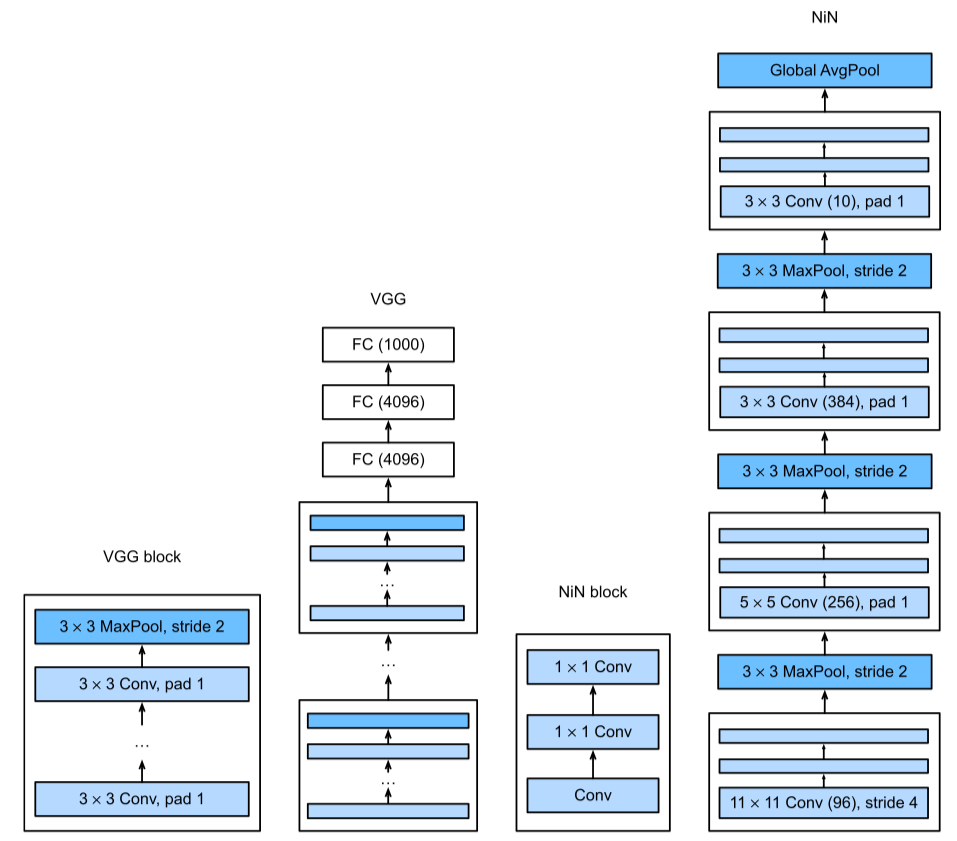 VGG block
3 × 3 MaxPool, stride 2
3 × 3 Conv, pad 1
...
3 × 3 Conv, pad 1
VGG
FC (1000)
FC (4096)
FC (4096)
...
...
...
NiN block
1 × 1 Conv
1 × 1 Conv
Conv
NiN
Global AvgPool
3 × 3 Conv (10), pad 1
3 × 3 MaxPool, stride 2
3 × 3 Conv (384), pad 1
3 × 3 MaxPool, stride 2
5 × 5 Conv (256), pad 1
3 × 3 MaxPool, stride 2
11 × 11 Conv (96), stride 4